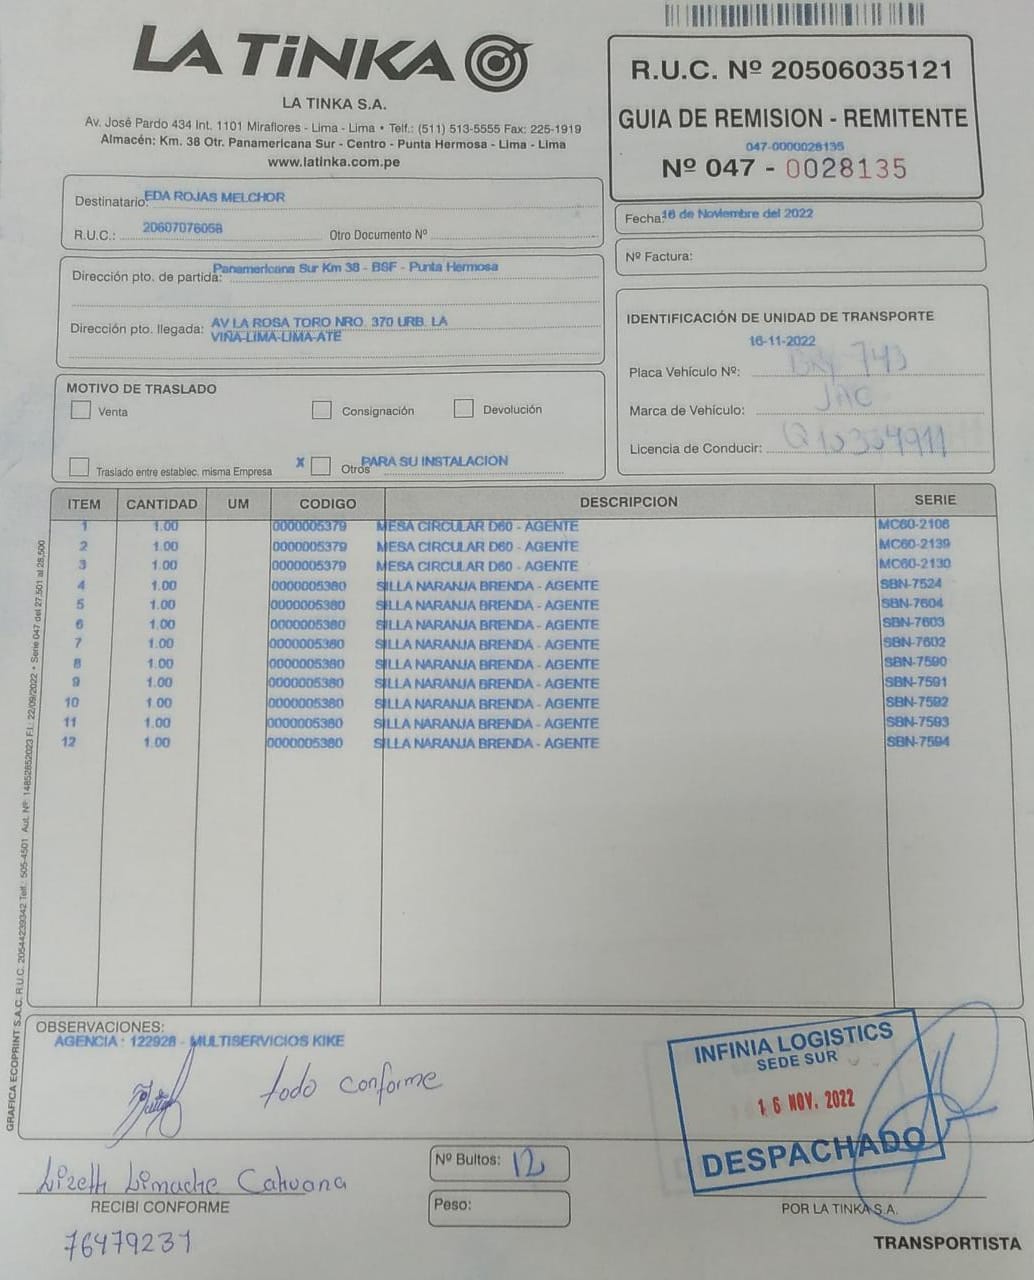 LA TiNKA
LA TINKA S.A.
Av. José Pardo 434 Int. 1101 Miraflores - Lima - Lima • Telf.: (511) 513-5555 Fax: 225-1919
Almacén: Km. 38 Otr. Panamericana Sur - Centro - Punta Hermosa - Lima - Lima
www.latinka.com.pe
R.U.C. Nº 20506035121
GUIA DE REMISION - REMITENTE
047-0000028135
Nº 047 - 0028135
Destinatario: EDA ROJAS MELCHOR
R.U.C.: 20607076058 Otro Documento Nº
Fecha: 16 de Noviembre del 2022
Nº Factura:
Dirección pto. de partida: Panamericana Sur Km 38 - BSF - Punta Hermosa
Dirección pto. llegada: AV LA ROSA TORO NRO. 370 URB. LA
VIÑA-LIMA-LIMA-ATE
IDENTIFICACIÓN DE UNIDAD DE TRANSPORTE
16-11-2022
Placa Vehículo Nº: 743
Marca de Vehículo: JAC
Licencia de Conducir:
MOTIVO DE TRASLADO
Venta Consignación Devolución
Traslado entre establec. misma Empresa X Otros PARA SU INSTALACION
ITEM CANTIDAD UM CODIGO DESCRIPCION SERIE
1 1.00 0000005379 MESA CIRCULAR D60 - AGENTE MC60-2106
2 1.00 0000005379 MESA CIRCULAR D60 - AGENTE MC60-2139
3 1.00 0000005379 MESA CIRCULAR D60 - AGENTE MC60-2130
4 1.00 0000005380 SILLA NARANJA BRENDA - AGENTE SBN-7524
5 1.00 0000005380 SILLA NARANJA BRENDA - AGENTE SBN-7604
6 1.00 0000005380 SILLA NARANJA BRENDA - AGENTE SBN-7603
7 1.00 0000005380 SILLA NARANJA BRENDA - AGENTE SBN-7602
8 1.00 0000005380 SILLA NARANJA BRENDA - AGENTE SBN-7590
9 1.00 0000005380 SILLA NARANJA BRENDA - AGENTE SBN-7591
10 1.00 0000005380 SILLA NARANJA BRENDA - AGENTE SBN-7592
11 1.00 0000005380 SILLA NARANJA BRENDA - AGENTE SBN-7593
12 1.00 0000005380 SILLA NARANJA BRENDA - AGENTE SBN-7594
GRAFICA ECOPRINT S.A.C. R.U.C. 20544239342 Telf.: 505-4501 Aut. Nº: 14852852023 F.I.: 22/09/2022 • Serie 047 del 27,501 al 28,500
OBSERVACIONES:
AGENCIA : 122928 - MULTISERVICIOS KIKE
todo conforme
INFINIA LOGISTICS
SEDE SUR
16 NOV. 2022
DESPACHADO
Nº Bultos: 12
Lizeth Limache Cahuana
RECIBI CONFORME
Peso:
76479231
POR LA TINKA S.A.
TRANSPORTISTA